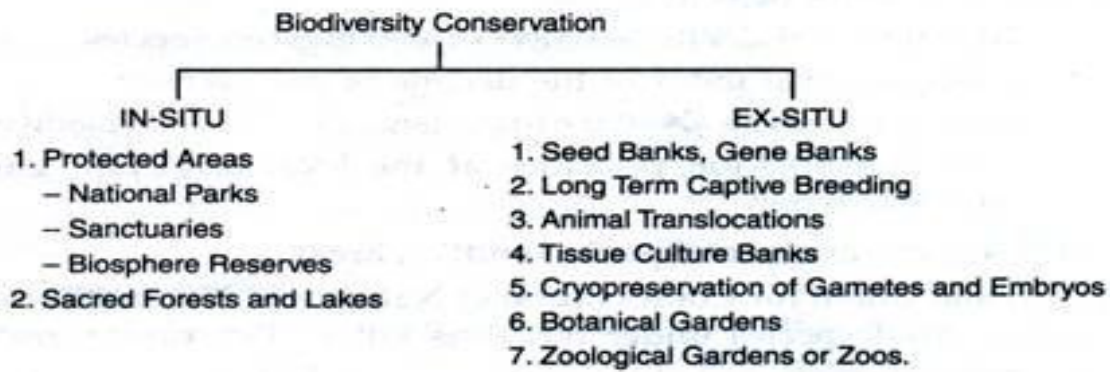 Biodiversity Conservation
IN-SITU
1. Protected Areas
– National Parks
– Sanctuaries
– Biosphere Reserves
2. Sacred Forests and Lakes
EX-SITU
1. Seed Banks, Gene Banks
2. Long Term Captive Breeding
3. Animal Translocations
4. Tissue Culture Banks
5. Cryopreservation of Gametes and Embryos
6. Botanical Gardens
7. Zoological Gardens or Zoos.